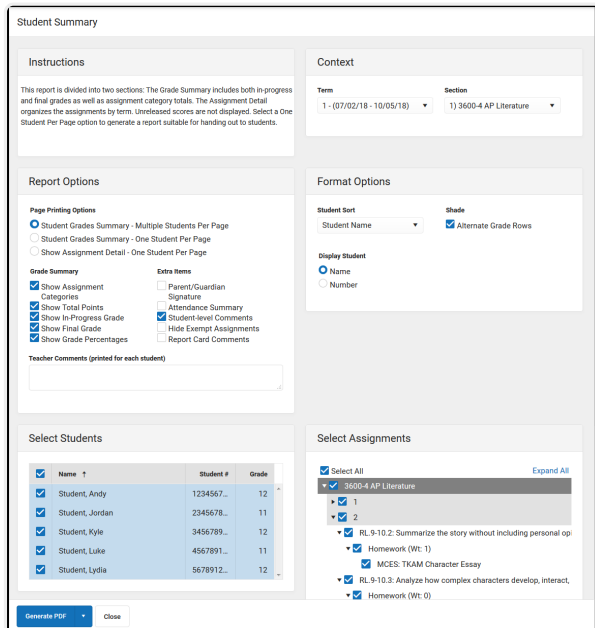 Student Summary
Instructions
This report is divided into two sections: The Grade Summary includes both in-progress
and final grades as well as assignment category totals. The Assignment Detail
organizes the assignments by term. Unreleased scores are not displayed. Select a One
Student Per Page option to generate a report suitable for handing out to students.
Context
Term
Section
1 - (07/02/18 - 10/05/18)
1) 3600-4 AP Literature
Report Options
Page Printing Options
Student Grades Summary - Multiple Students Per Page
Student Grades Summary - One Student Per Page
Show Assignment Detail - One Student Per Page
Grade Summary
Show Assignment
Categories
Show Total Points
Show In-Progress Grade
Show Final Grade
Show Grade Percentages
Extra Items
Parent/Guardian
Signature
Attendance Summary
Student-level Comments
Hide Exempt Assignments
Report Card Comments
Teacher Comments (printed for each student)
Format Options
Student Sort
Student Name
Shade
Alternate Grade Rows
Display Student
Name
Number
Select Students
Name ↑ Student # Grade
Student, Andy 1234567... 12
Student, Jordan 2345678... 11
Student, Kyle 3456789... 12
Student, Luke 4567891... 11
Student, Lydia 5678912... 12
Select Assignments
Select All Expand All
3600-4 AP Literature
1
2
RL.9-10.2: Summarize the story without including personal opi
Homework (Wt: 1)
MCES: TKAM Character Essay
RL.9-10.3: Analyze how complex characters develop, interact,
Homework (Wt: 0)
Generate PDF
Close